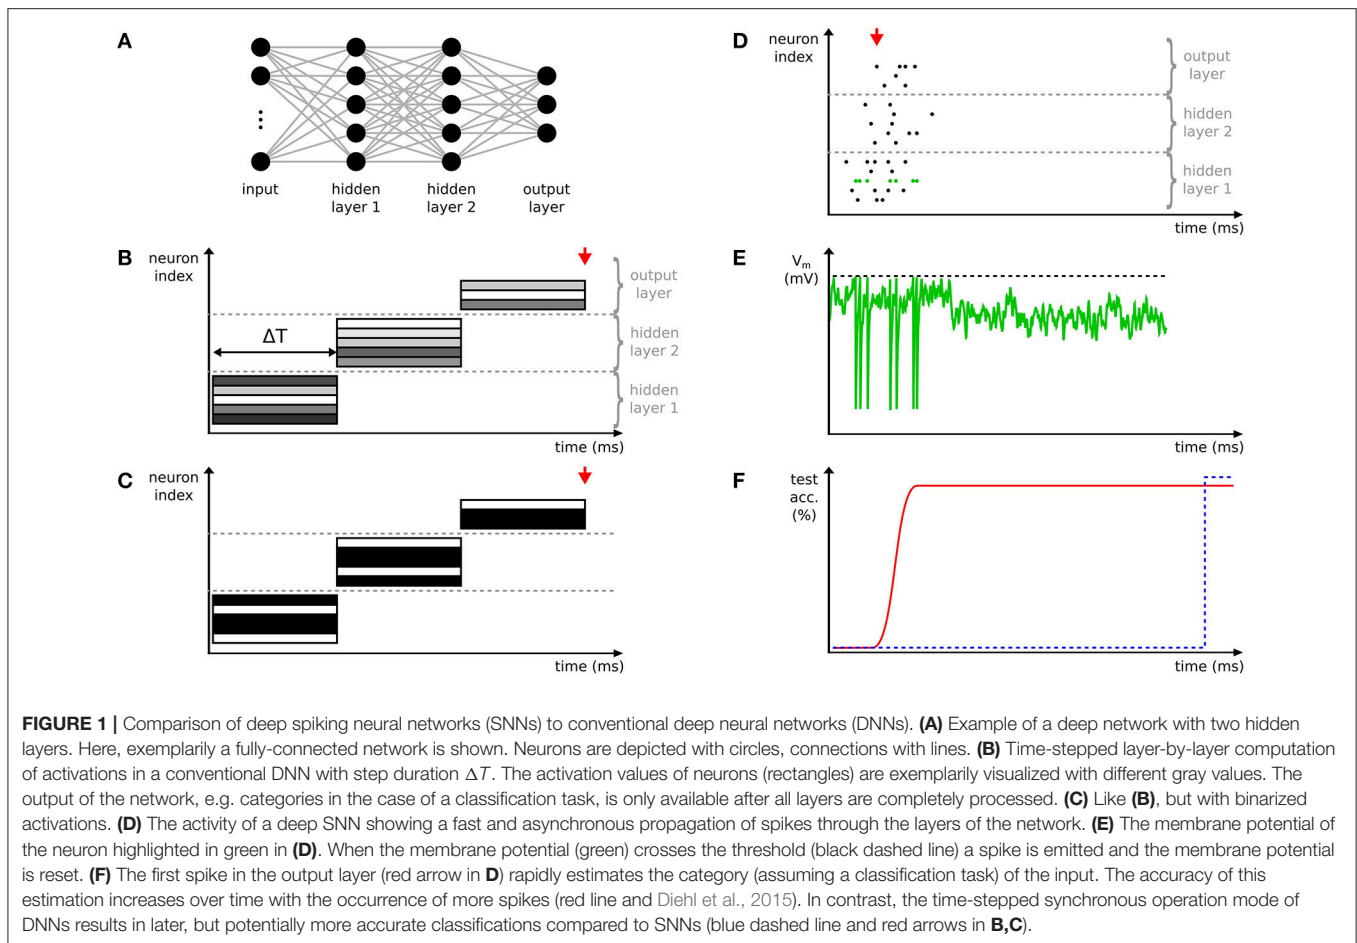 A
input
hidden
layer 1
hidden
layer 2
output
layer
B
neuron
index
ΔT
output
layer
hidden
layer 2
hidden
layer 1
time (ms)
C
neuron
index
time (ms)
D
neuron
index
output
layer
hidden
layer 2
hidden
layer 1
time (ms)
E
Vm
(mV)
F
test
acc.
(%)
time (ms)
FIGURE 1 | Comparison of deep spiking neural networks (SNNs) to conventional deep neural networks (DNNs). (A) Example of a deep network with two hidden
layers. Here, exemplarily a fully-connected network is shown. Neurons are depicted with circles, connections with lines. (B) Time-stepped layer-by-layer computation
of activations in a conventional DNN with step duration ΔT. The activation values of neurons (rectangles) are exemplarily visualized with different gray values. The
output of the network, e.g. categories in the case of a classification task, is only available after all layers are completely processed. (C) Like (B), but with binarized
activations. (D) The activity of a deep SNN showing a fast and asynchronous propagation of spikes through the layers of the network. (E) The membrane potential of
the neuron highlighted in green in (D). When the membrane potential (green) crosses the threshold (black dashed line) a spike is emitted and the membrane potential
is reset. (F) The first spike in the output layer (red arrow in D) rapidly estimates the category (assuming a classification task) of the input. The accuracy of this
estimation increases over time with the occurrence of more spikes (red line and Diehl et al., 2015). In contrast, the time-stepped synchronous operation mode of
DNNs results in later, but potentially more accurate classifications compared to SNNs (blue dashed line and red arrows in B,C).